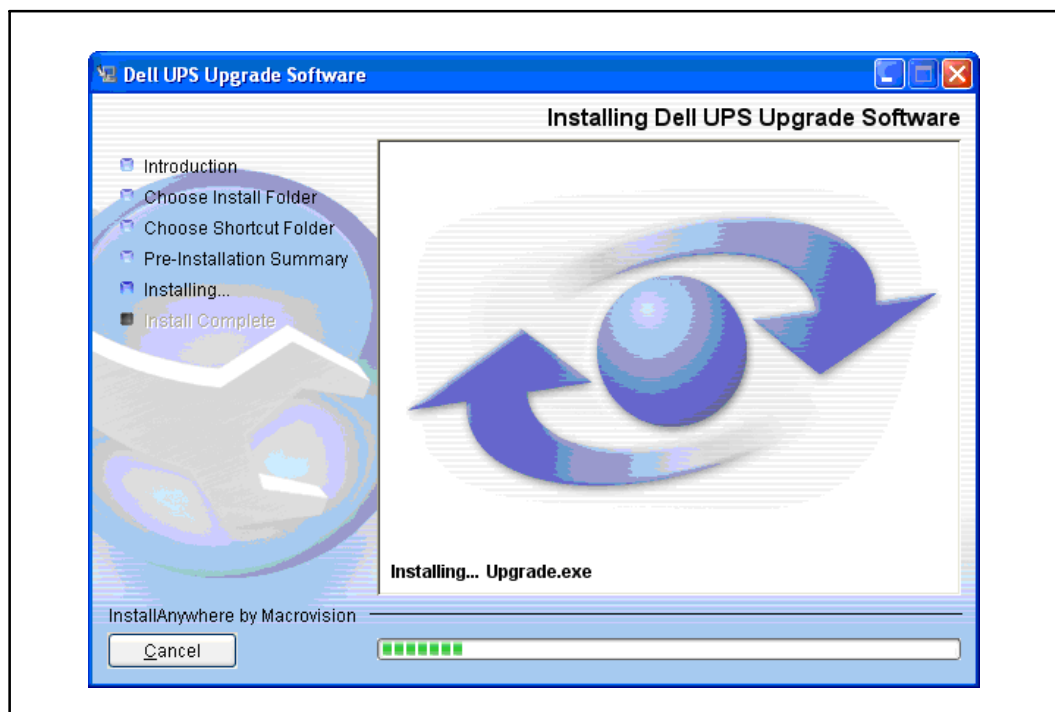 Dell UPS Upgrade Software
Installing Dell UPS Upgrade Software
Introduction
Choose Install Folder
Choose Shortcut Folder
Pre-Installation Summary
Installing...
Install Complete
Installing... Upgrade.exe
InstallAnywhere by Macrovision
Cancel